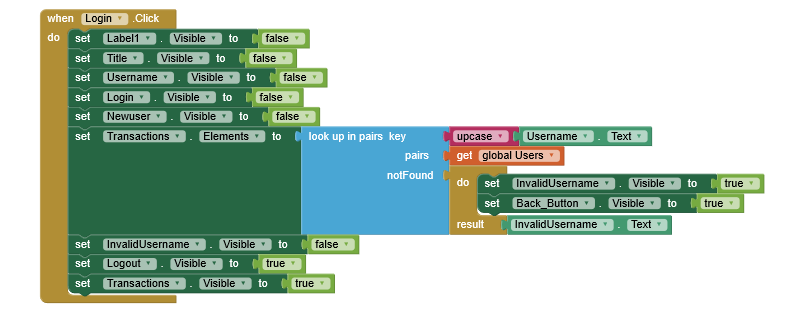 when Login .Click
do set Label1 . Visible to false
set Title . Visible to false
set Username . Visible to false
set Login . Visible to false
set Newuser . Visible to false
set Transactions . Elements to look up in pairs key upcase Username . Text
pairs get global Users
notFound do set InvalidUsername . Visible to true
set Back_Button . Visible to true
result InvalidUsername . Text
set InvalidUsername . Visible to false
set Logout . Visible to true
set Transactions . Visible to true